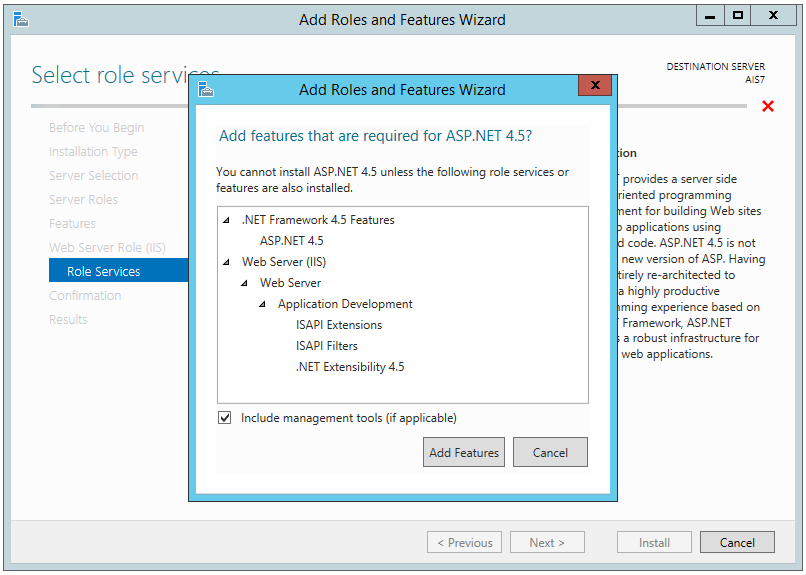 Add Roles and Features Wizard
Select role services
DESTINATION SERVER
AIS7
Before You Begin
Installation Type
Server Selection
Server Roles
Features
Web Server Role (IIS)
Role Services
Confirmation
Results
Add Roles and Features Wizard
Add features that are required for ASP.NET 4.5?
You cannot install ASP.NET 4.5 unless the following role services or
features are also installed.
.NET Framework 4.5 Features
ASP.NET 4.5
Web Server (IIS)
Web Server
Application Development
ISAPI Extensions
ISAPI Filters
.NET Extensibility 4.5
Include management tools (if applicable)
Add Features
Cancel
tion
provides a server side
riented programming
ment for building Web sites
applications using
d code. ASP.NET 4.5 is not
new version of ASP. Having
tirely re-architected to
a highly productive
mming experience based on
Framework, ASP.NET
s a robust infrastructure for
web applications.
< Previous
Next >
Install
Cancel